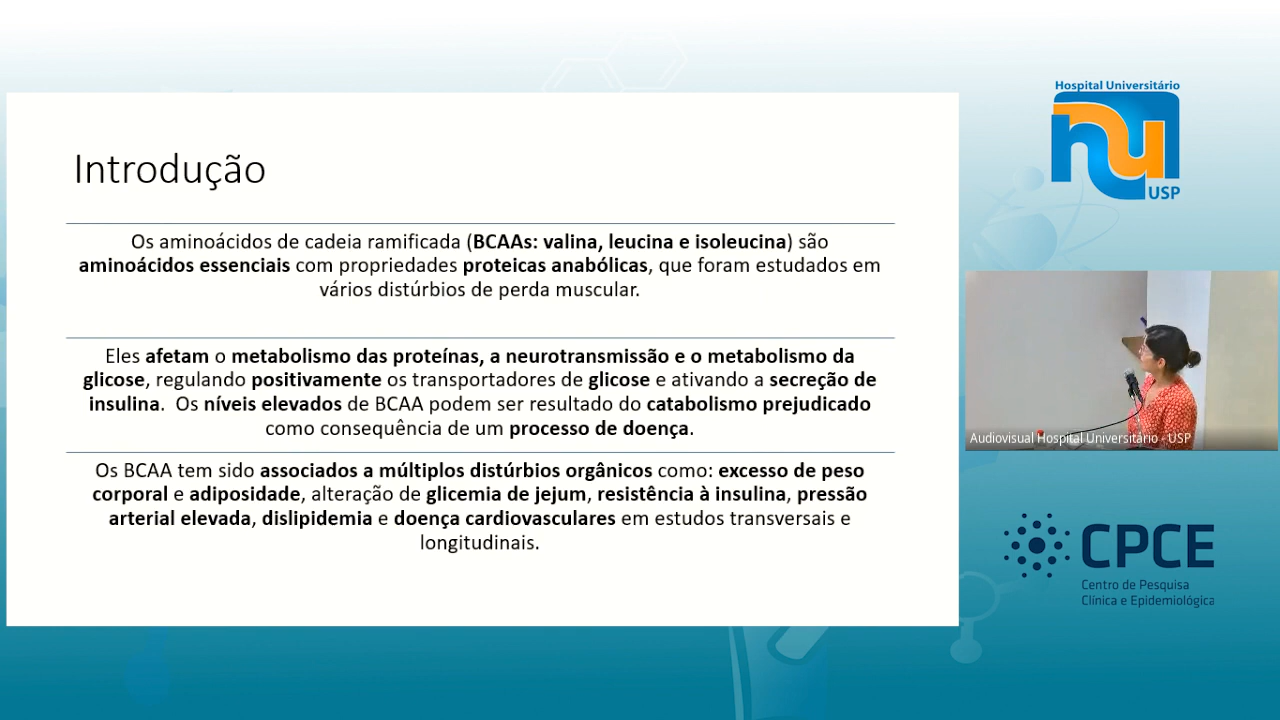 Introdução
Os aminoácidos de cadeia ramificada (BCAAs: valina, leucina e isoleucina) são
aminoácidos essenciais com propriedades proteicas anabólicas, que foram estudados em
vários distúrbios de perda muscular.
Eles afetam o metabolismo das proteínas, a neurotransmissão e o metabolismo da
glicose, regulando positivamente os transportadores de glicose e ativando a secreção de
insulina. Os níveis elevados de BCAA podem ser resultado do catabolismo prejudicado
como consequência de um processo de doença.
Os BCAA tem sido associados a múltiplos distúrbios orgânicos como: excesso de peso
corporal e adiposidade, alteração de glicemia de jejum, resistência à insulina, pressão
arterial elevada, dislipidemia e doença cardiovasculares em estudos transversais e
longitudinais.
Hospital Universitário
hu
USP
Audiovisual Hospital Universitário - USP
CPCE
Centro de Pesquisa
Clínica e Epidemiológica